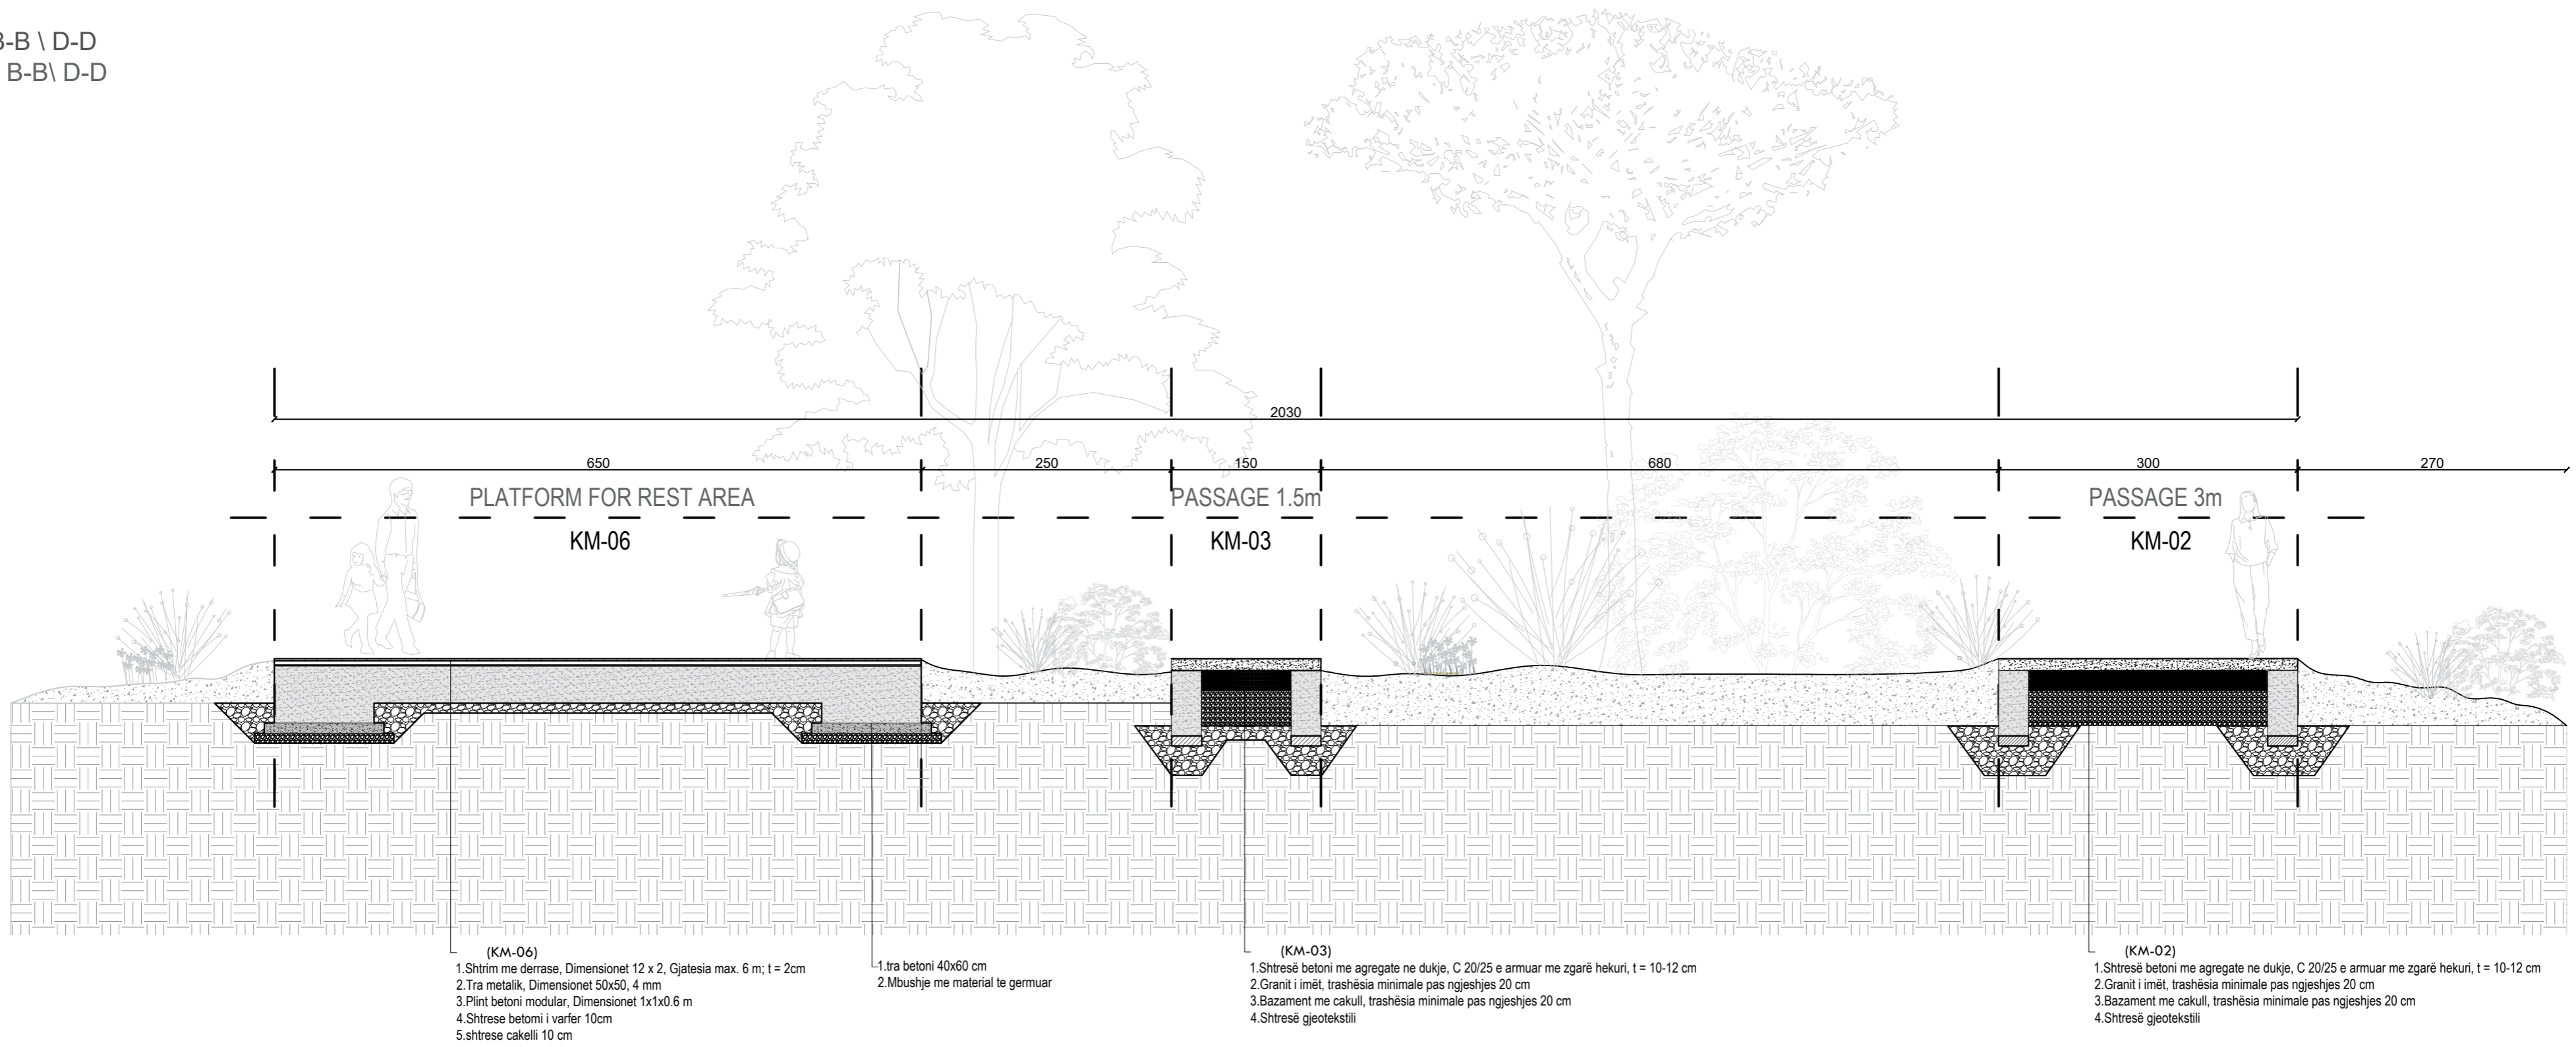 B-B \ D-D
B-B\ D-D
2030
650
250
150
680
300
270
PLATFORM FOR REST AREA
PASSAGE 1.5m
PASSAGE 3m
KM-06
KM-03
KM-02
(KM-06)
1.Shtrim me derrase, Dimensionet 12 x 2, Gjatesia max. 6 m; t = 2cm
2.Tra metalik, Dimensionet 50x50, 4 mm
3.Plint betoni modular, Dimensionet 1x1x0.6 m
4.Shtrese betomi i varfer 10cm
5.shtrese cakelli 10 cm
1.tra betoni 40x60 cm
2.Mbushje me material te germuar
(KM-03)
1.Shtresë betoni me agregate ne dukje, C 20/25 e armuar me zgarë hekuri, t = 10-12 cm
2.Granit i imët, trashësia minimale pas ngjeshjes 20 cm
3.Bazament me cakull, trashësia minimale pas ngjeshjes 20 cm
4.Shtresë gjeotekstili
(KM-02)
1.Shtresë betoni me agregate ne dukje, C 20/25 e armuar me zgarë hekuri, t = 10-12 cm
2.Granit i imët, trashësia minimale pas ngjeshjes 20 cm
3.Bazament me cakull, trashësia minimale pas ngjeshjes 20 cm
4.Shtresë gjeotekstili